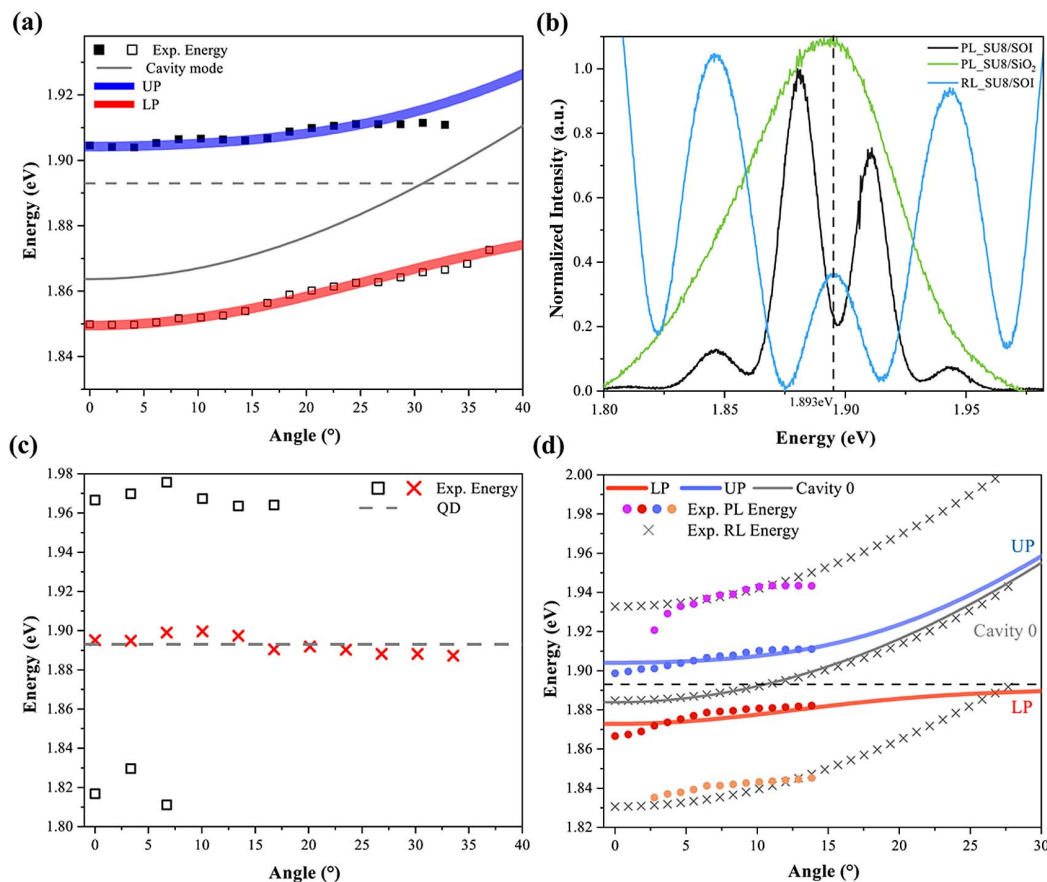 (a)
Exp. Energy
Cavity mode
UP
LP
1.92
1.90
1.88
1.86
1.84
Energy (eV)
0 5 10 15 20 25 30 35 40
Angle (°)
(b)
PL_SU8/SOI
PL_SU8/SiO₂
RL_SU8/SOI
1.0
0.8
0.6
0.4
0.2
0.0
Normalized Intensity (a.u.)
1.80 1.85 1.893eV 1.90 1.95
Energy (eV)
(c)
Exp. Energy
QD
1.98
1.96
1.94
1.92
1.90
1.88
1.86
1.84
1.82
1.80
Energy (eV)
0 5 10 15 20 25 30 35 40
Angle (°)
(d)
LP UP Cavity 0
Exp. PL Energy
Exp. RL Energy
UP
Cavity 0
LP
2.00
1.98
1.96
1.94
1.92
1.90
1.88
1.86
1.84
1.82
Energy (eV)
0 5 10 15 20 25 30
Angle (°)